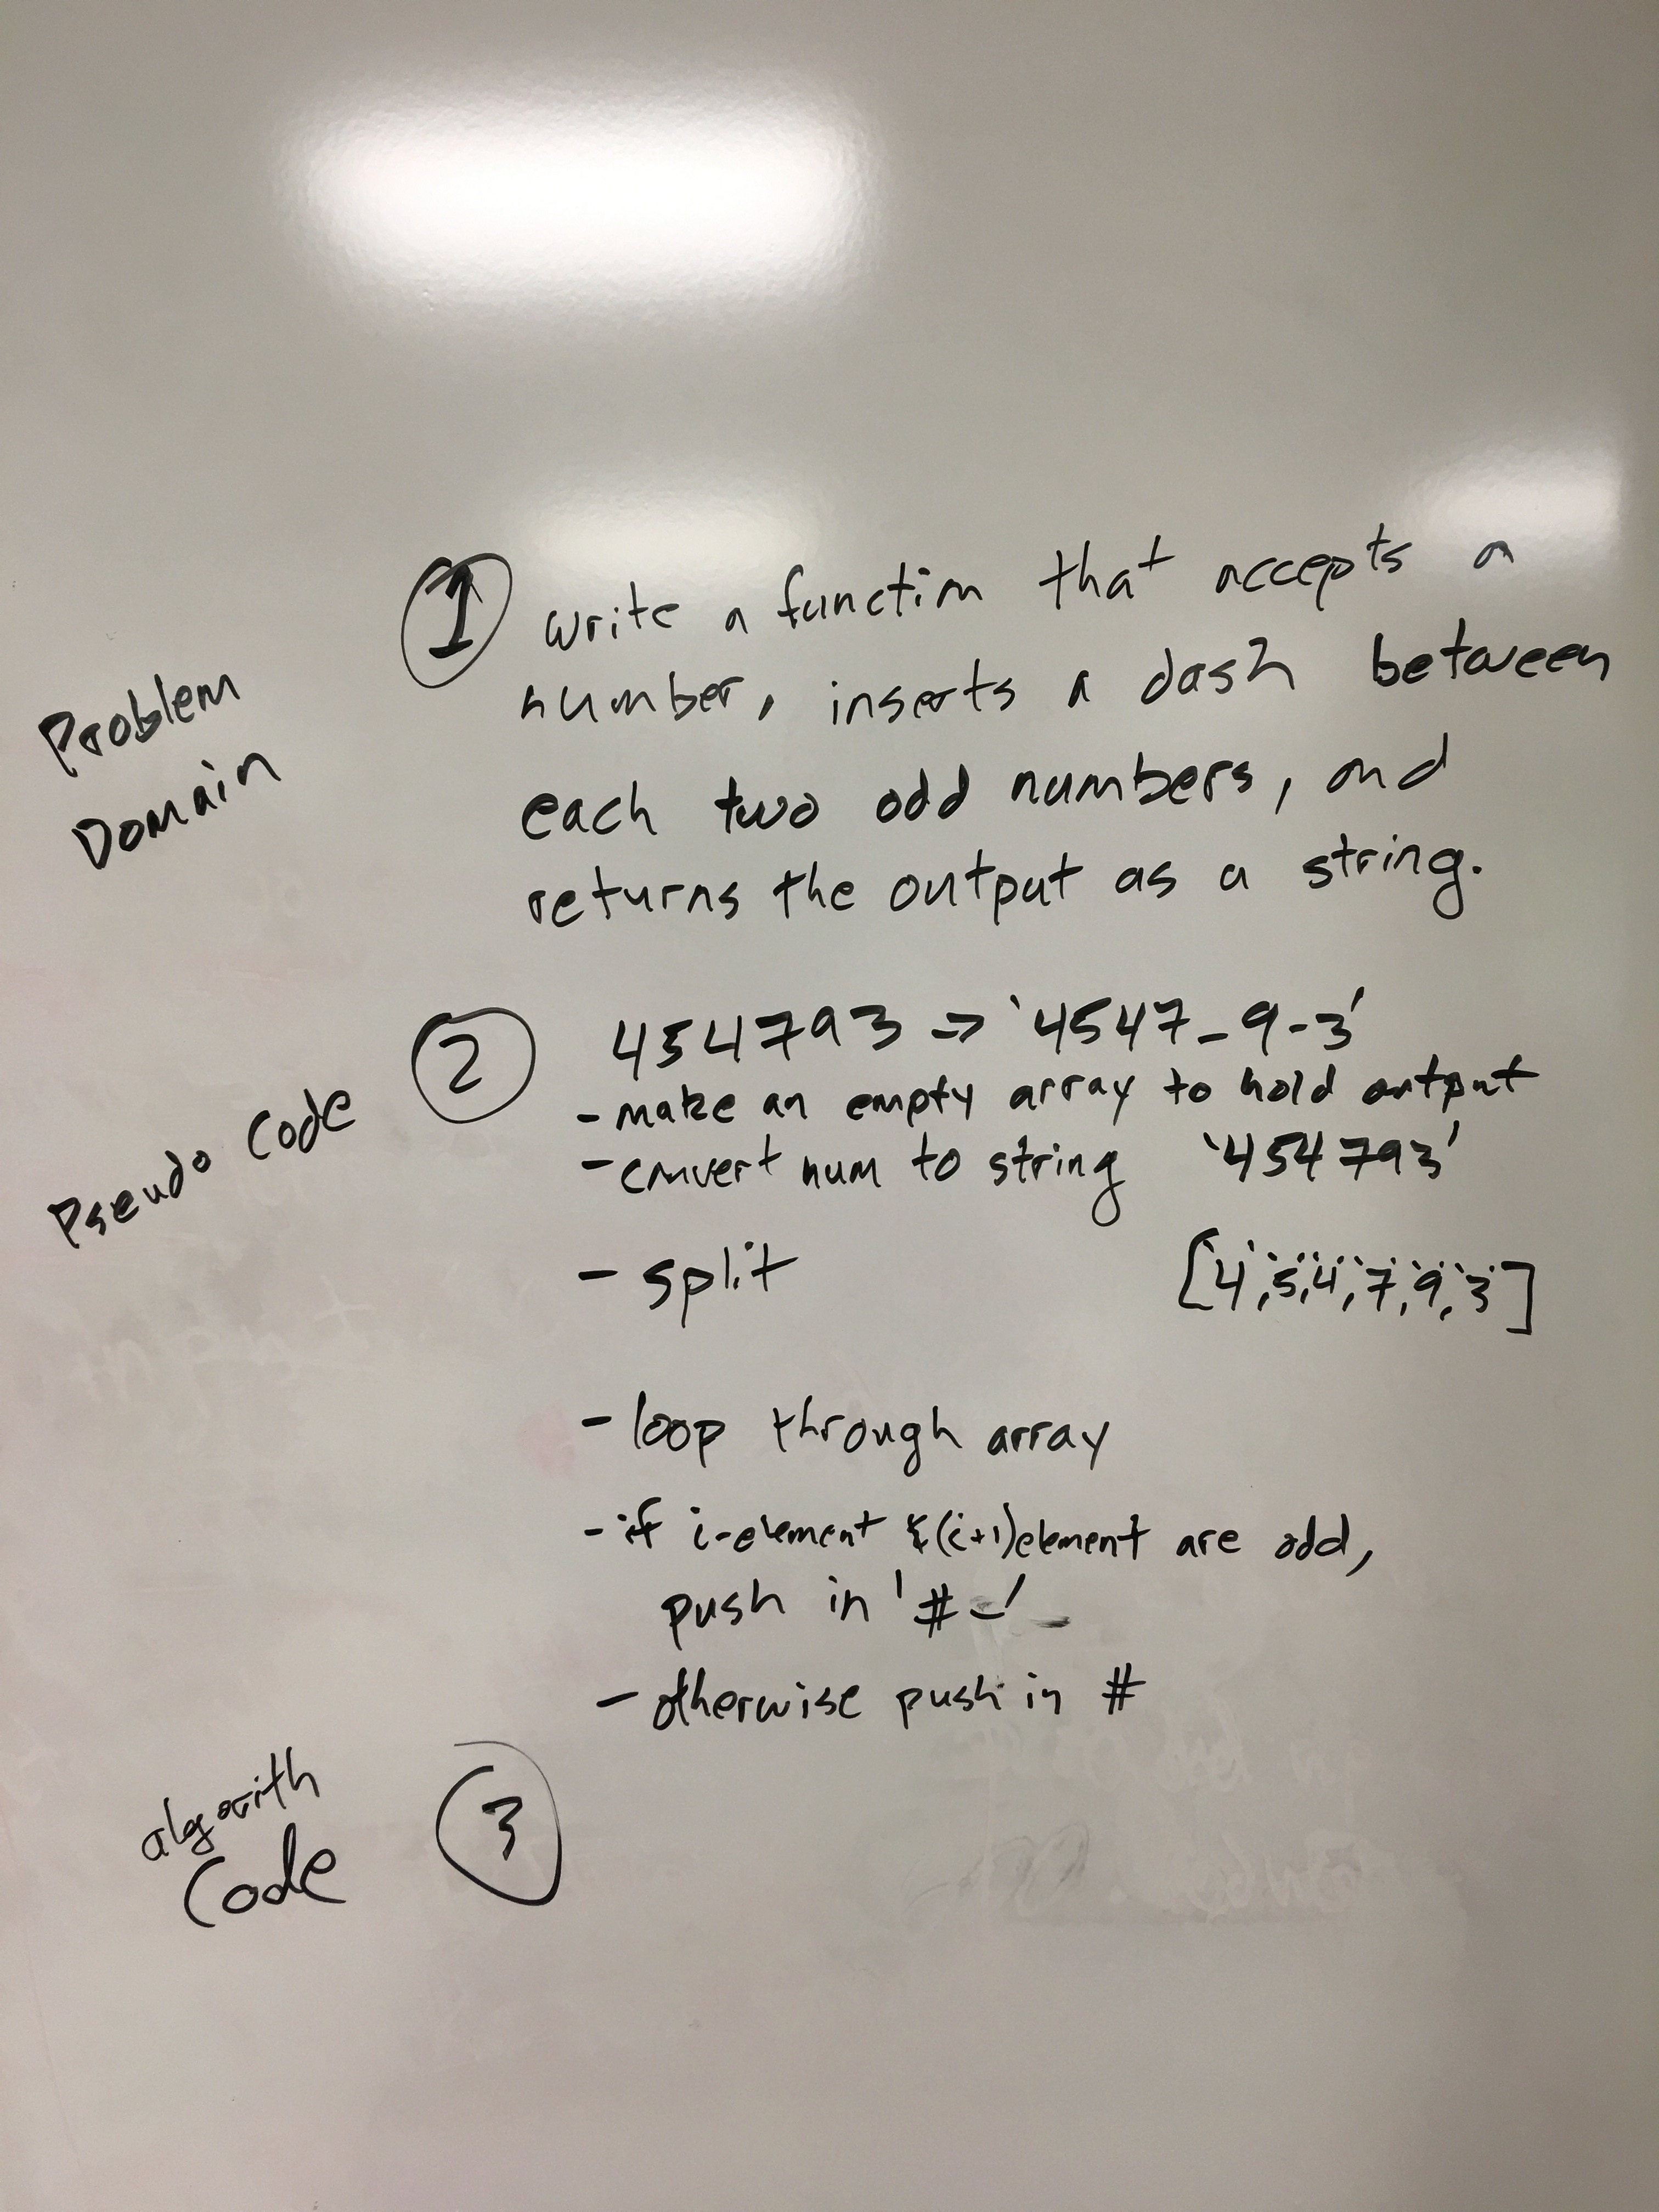 Problem
Domain
1
write a function that accepts a
number, inserts a dash between
each two odd numbers, and
returns the output as a string.
Pseudo Code
2
454793 => '4547-9-3'
- make an empty array to hold output
- convert num to string '454793'
- split ['4','5','4','7','9','3']
- loop through array
- if i-element &(i+1)element are odd,
push in '#-'
- otherwise push in #
algorith
Code
3